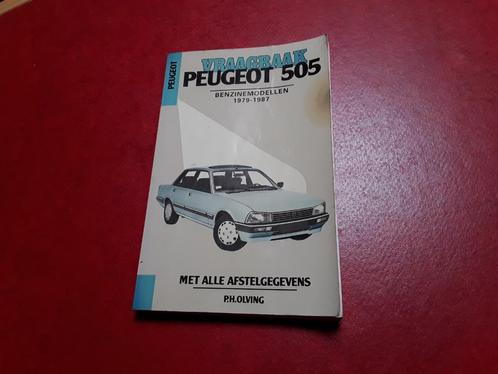 PEUGEOT
VRAAGBAAK
PEUGEOT 505
BENZINEMODELLEN
1979-1987
MET ALLE AFSTELGEGEVENS
P.H. OLVING